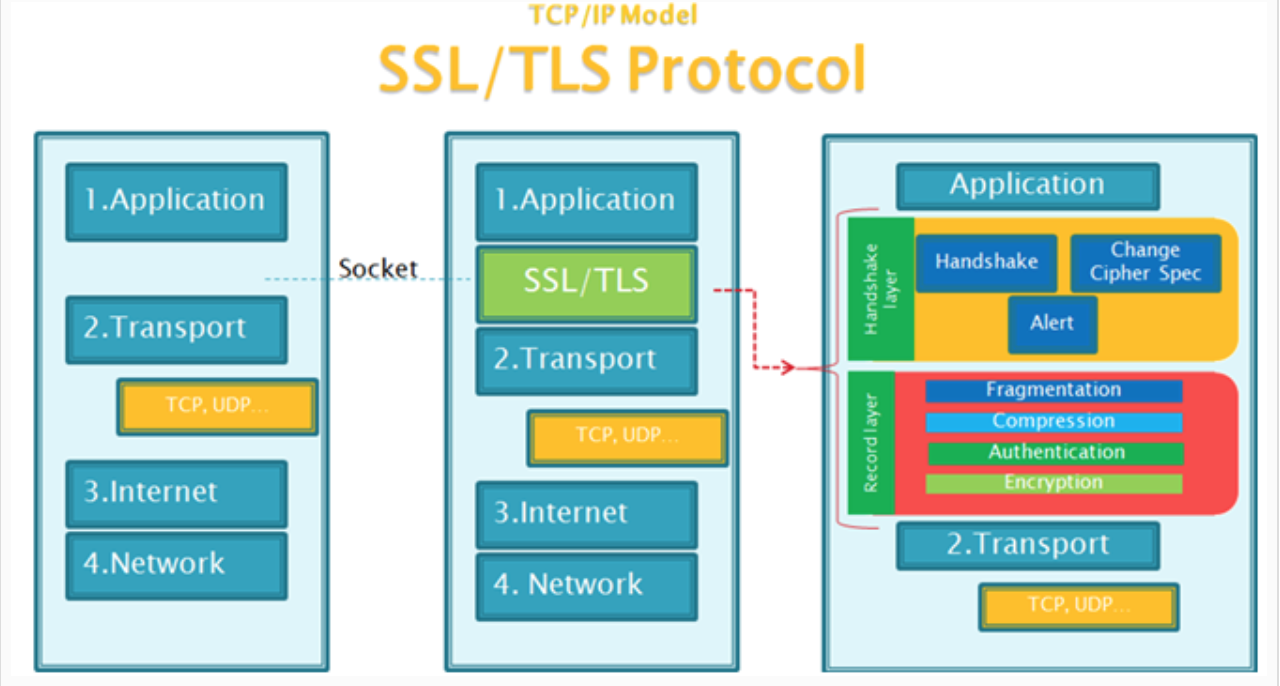 TCP/IP Model
SSL/TLS Protocol
1.Application
Socket
2.Transport
TCP, UDP...
3.Internet
4.Network
1.Application
SSL/TLS
2.Transport
TCP, UDP...
3.Internet
4. Network
Application
Handshake
layer
Handshake
Change
Cipher Spec
Alert
Record layer
Fragmentation
Compression
Authentication
Encryption
2.Transport
TCP, UDP...